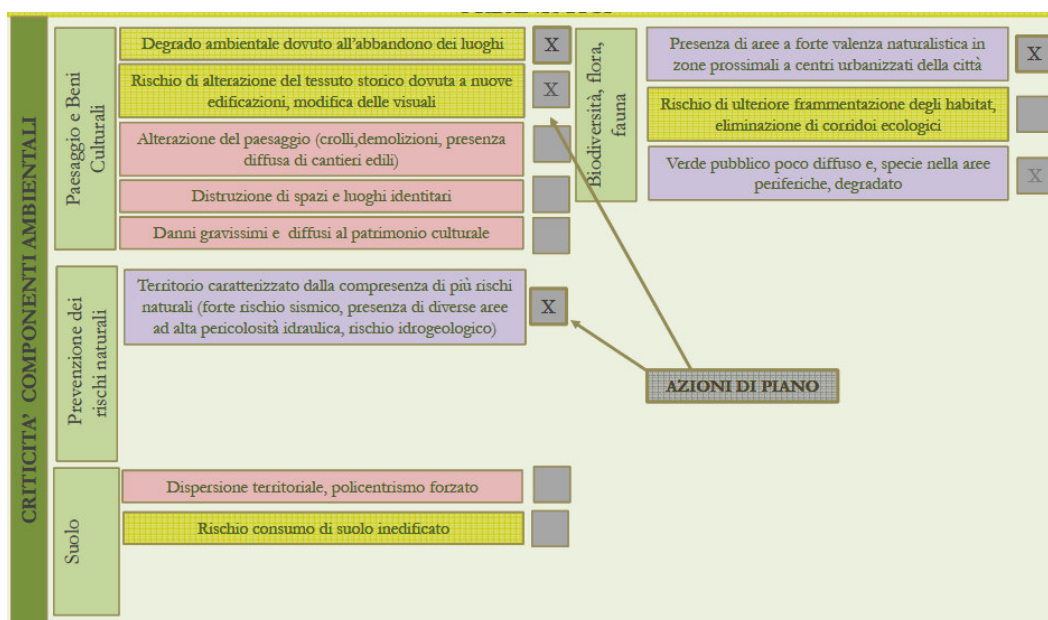 CRITICITA' COMPONENTI AMBIENTALI
Paesaggio e Beni
Culturali
Degrado ambientale dovuto all'abbandono dei luoghi
X
Rischio di alterazione del tessuto storico dovuta a nuove
edificazioni, modifica delle visuali
X
Alterazione del paesaggio (crolli,demolizioni, presenza
diffusa di cantieri edili)
Distruzione di spazi e luoghi identitari
Danni gravissimi e diffusi al patrimonio culturale
Biodiversità, flora,
fauna
Presenza di aree a forte valenza naturalistica in
zone prossimali a centri urbanizzati della città
X
Rischio di ulteriore frammentazione degli habitat,
eliminazione di corridoi ecologici
Verde pubblico poco diffuso e, specie nella aree
periferiche, degradato
X
Prevenzione dei
rischi naturali
Territorio caratterizzato dalla compresenza di più rischi
naturali (forte rischio sismico, presenza di diverse aree
ad alta pericolosità idraulica, rischio idrogeologico)
X
AZIONI DI PIANO
Suolo
Dispersione territoriale, policentrismo forzato
Rischio consumo di suolo inedificato